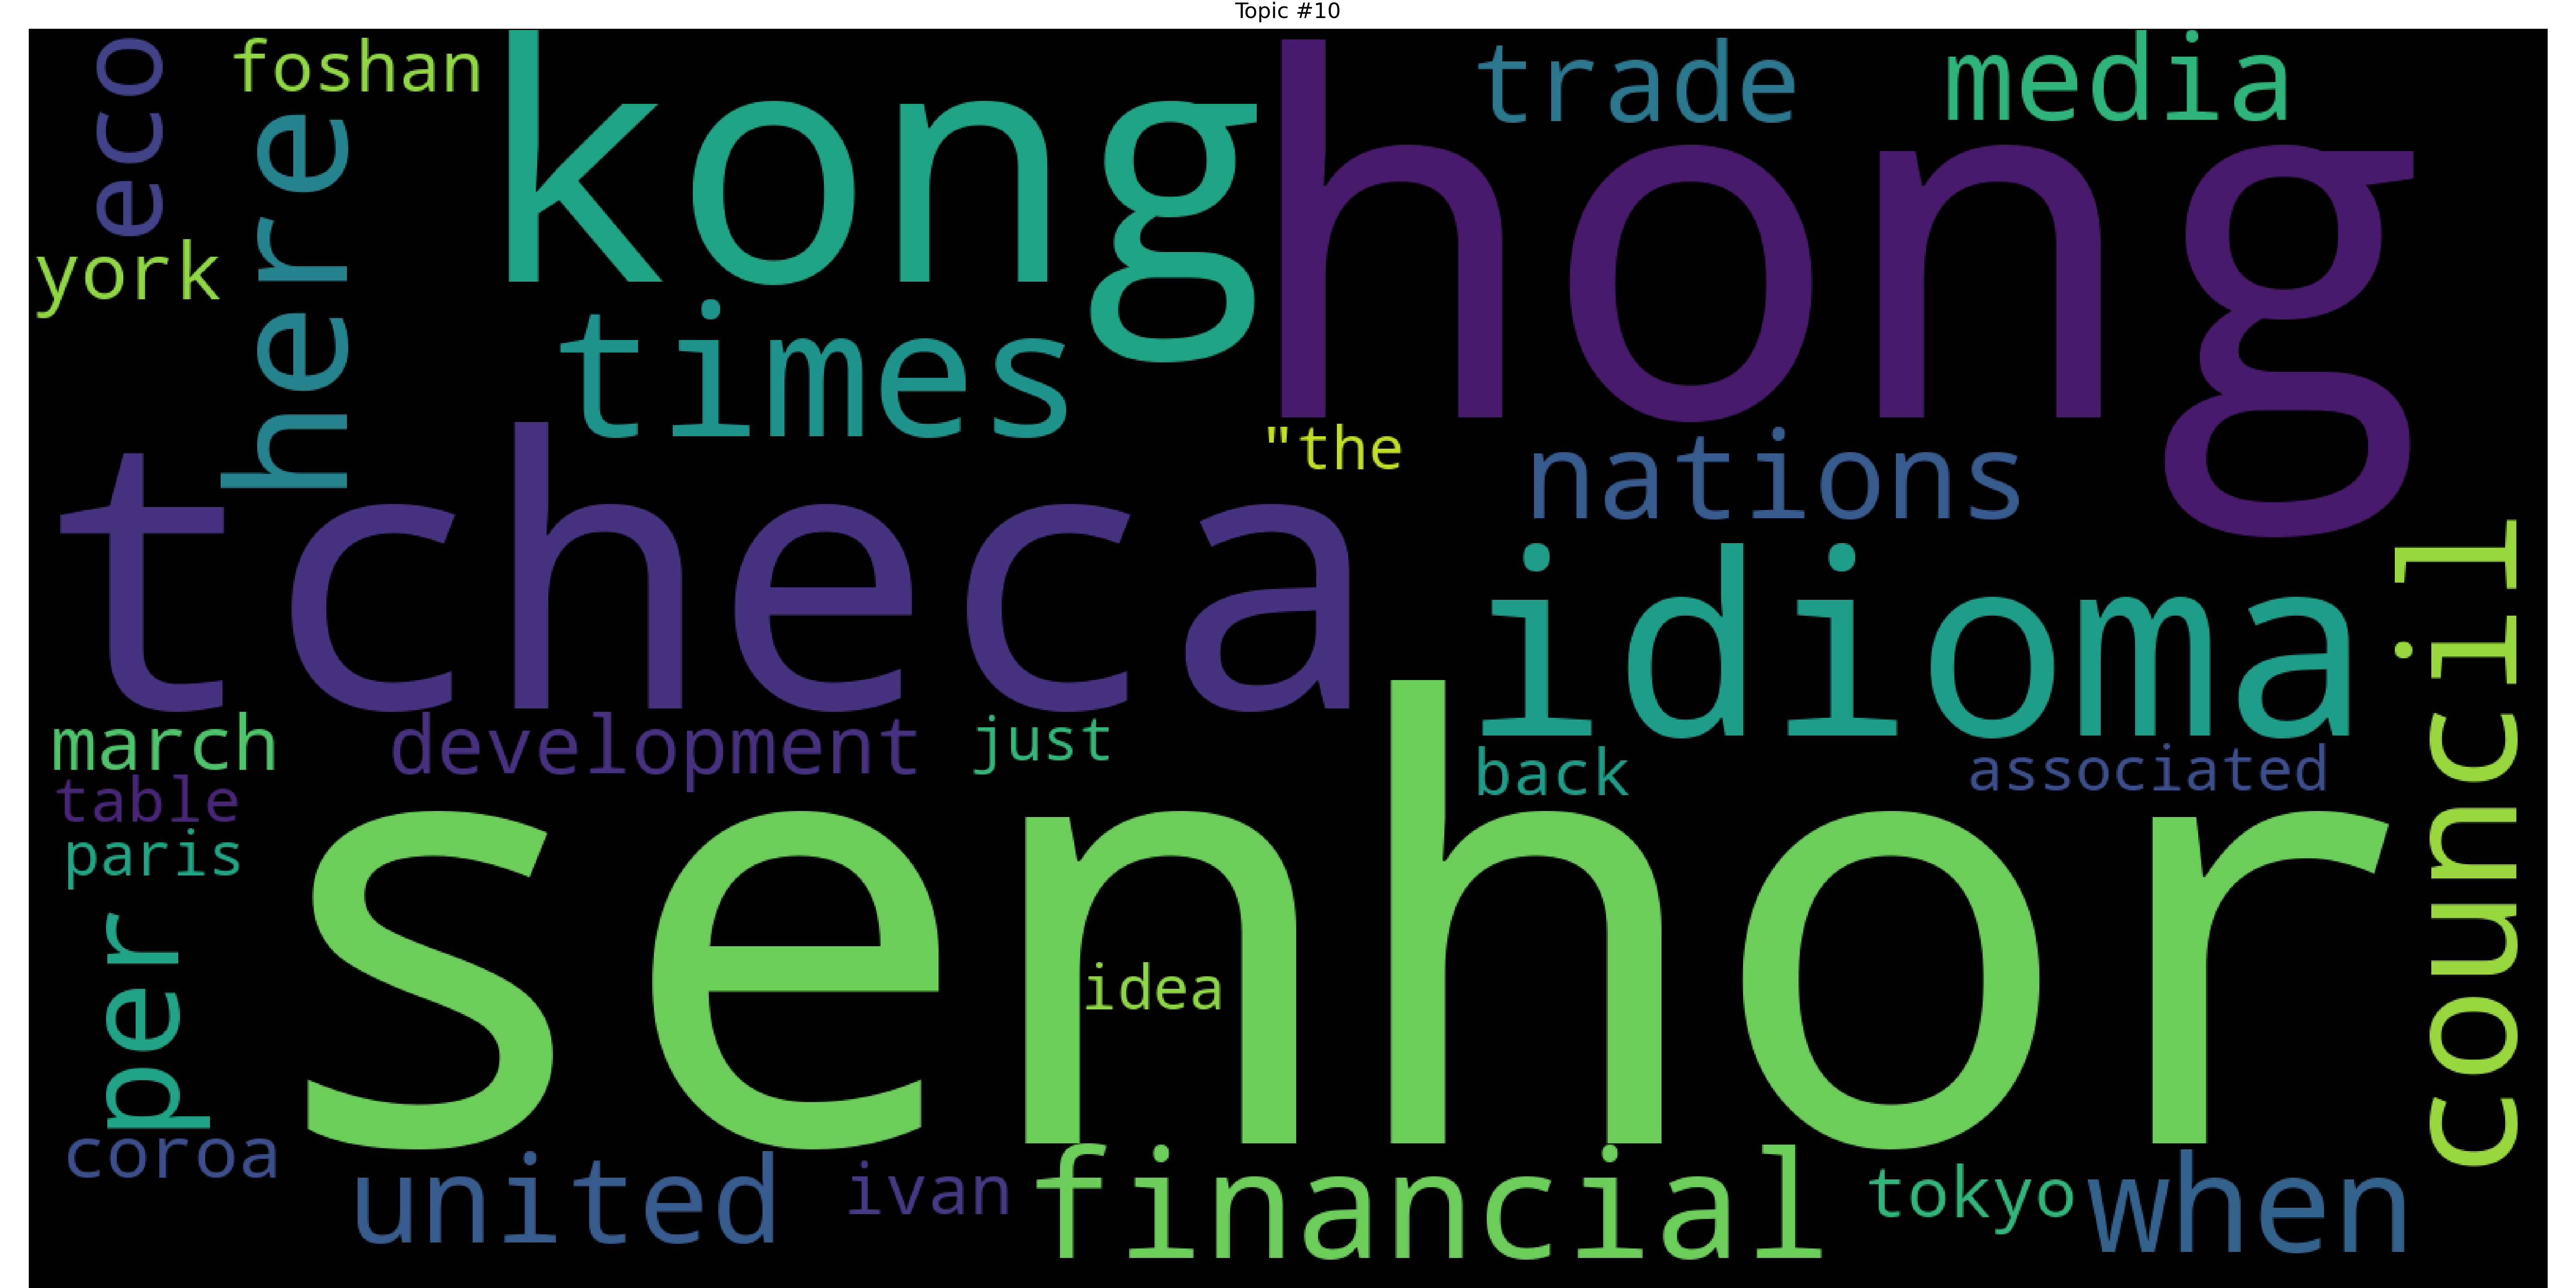 Topic #10
eco
foshan
kong
hong
trade
media
here
york
times
"the
nations
tcheca
idioma
council
march
development
just
back
associated
table
paris
senhor
per
idea
coroa
united
ivan
financial
tokyo
when